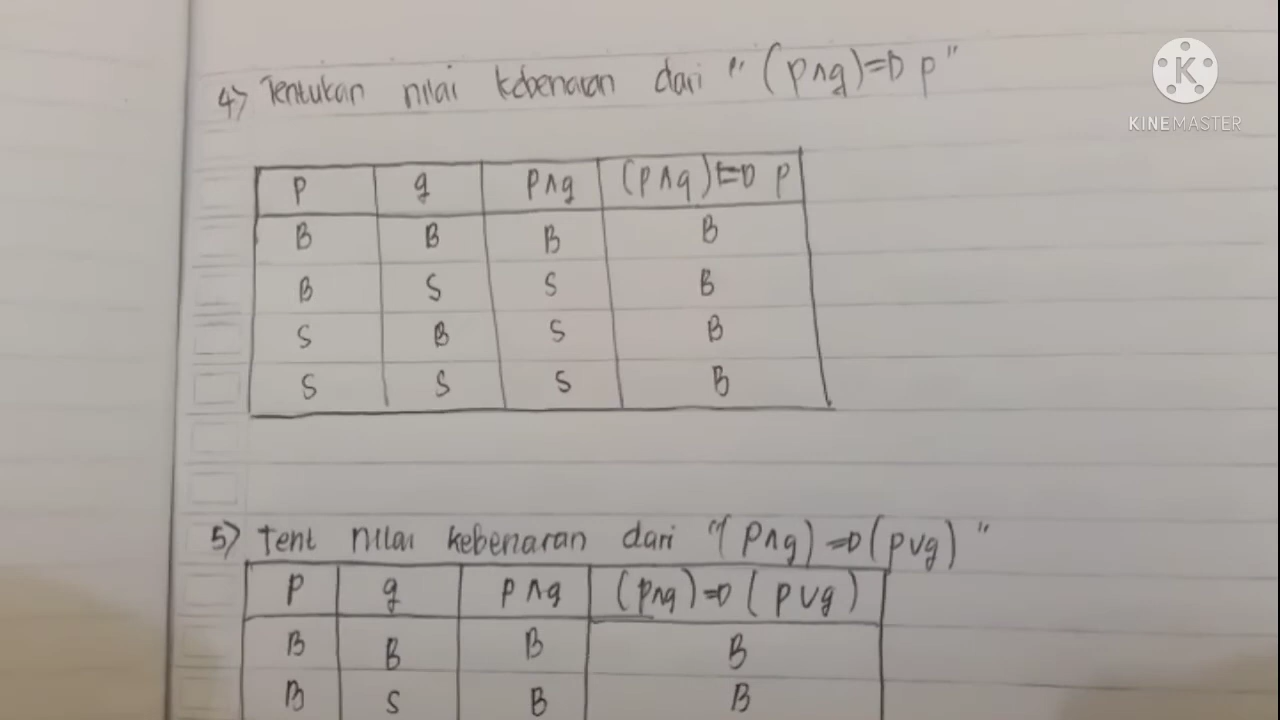 4) Tentukan nilai kebenaran dari "(p∧q)=D p"
KINEMASTER
P q p∧q (p∧q)=D p
B B B B
B S S B
S B S B
S S S B
5) Tent nilai kebenaran dari "(p∧q)=D(p∨q)"
P q p∧q (p∧q)=D (p∨q)
B B B B
B S B B